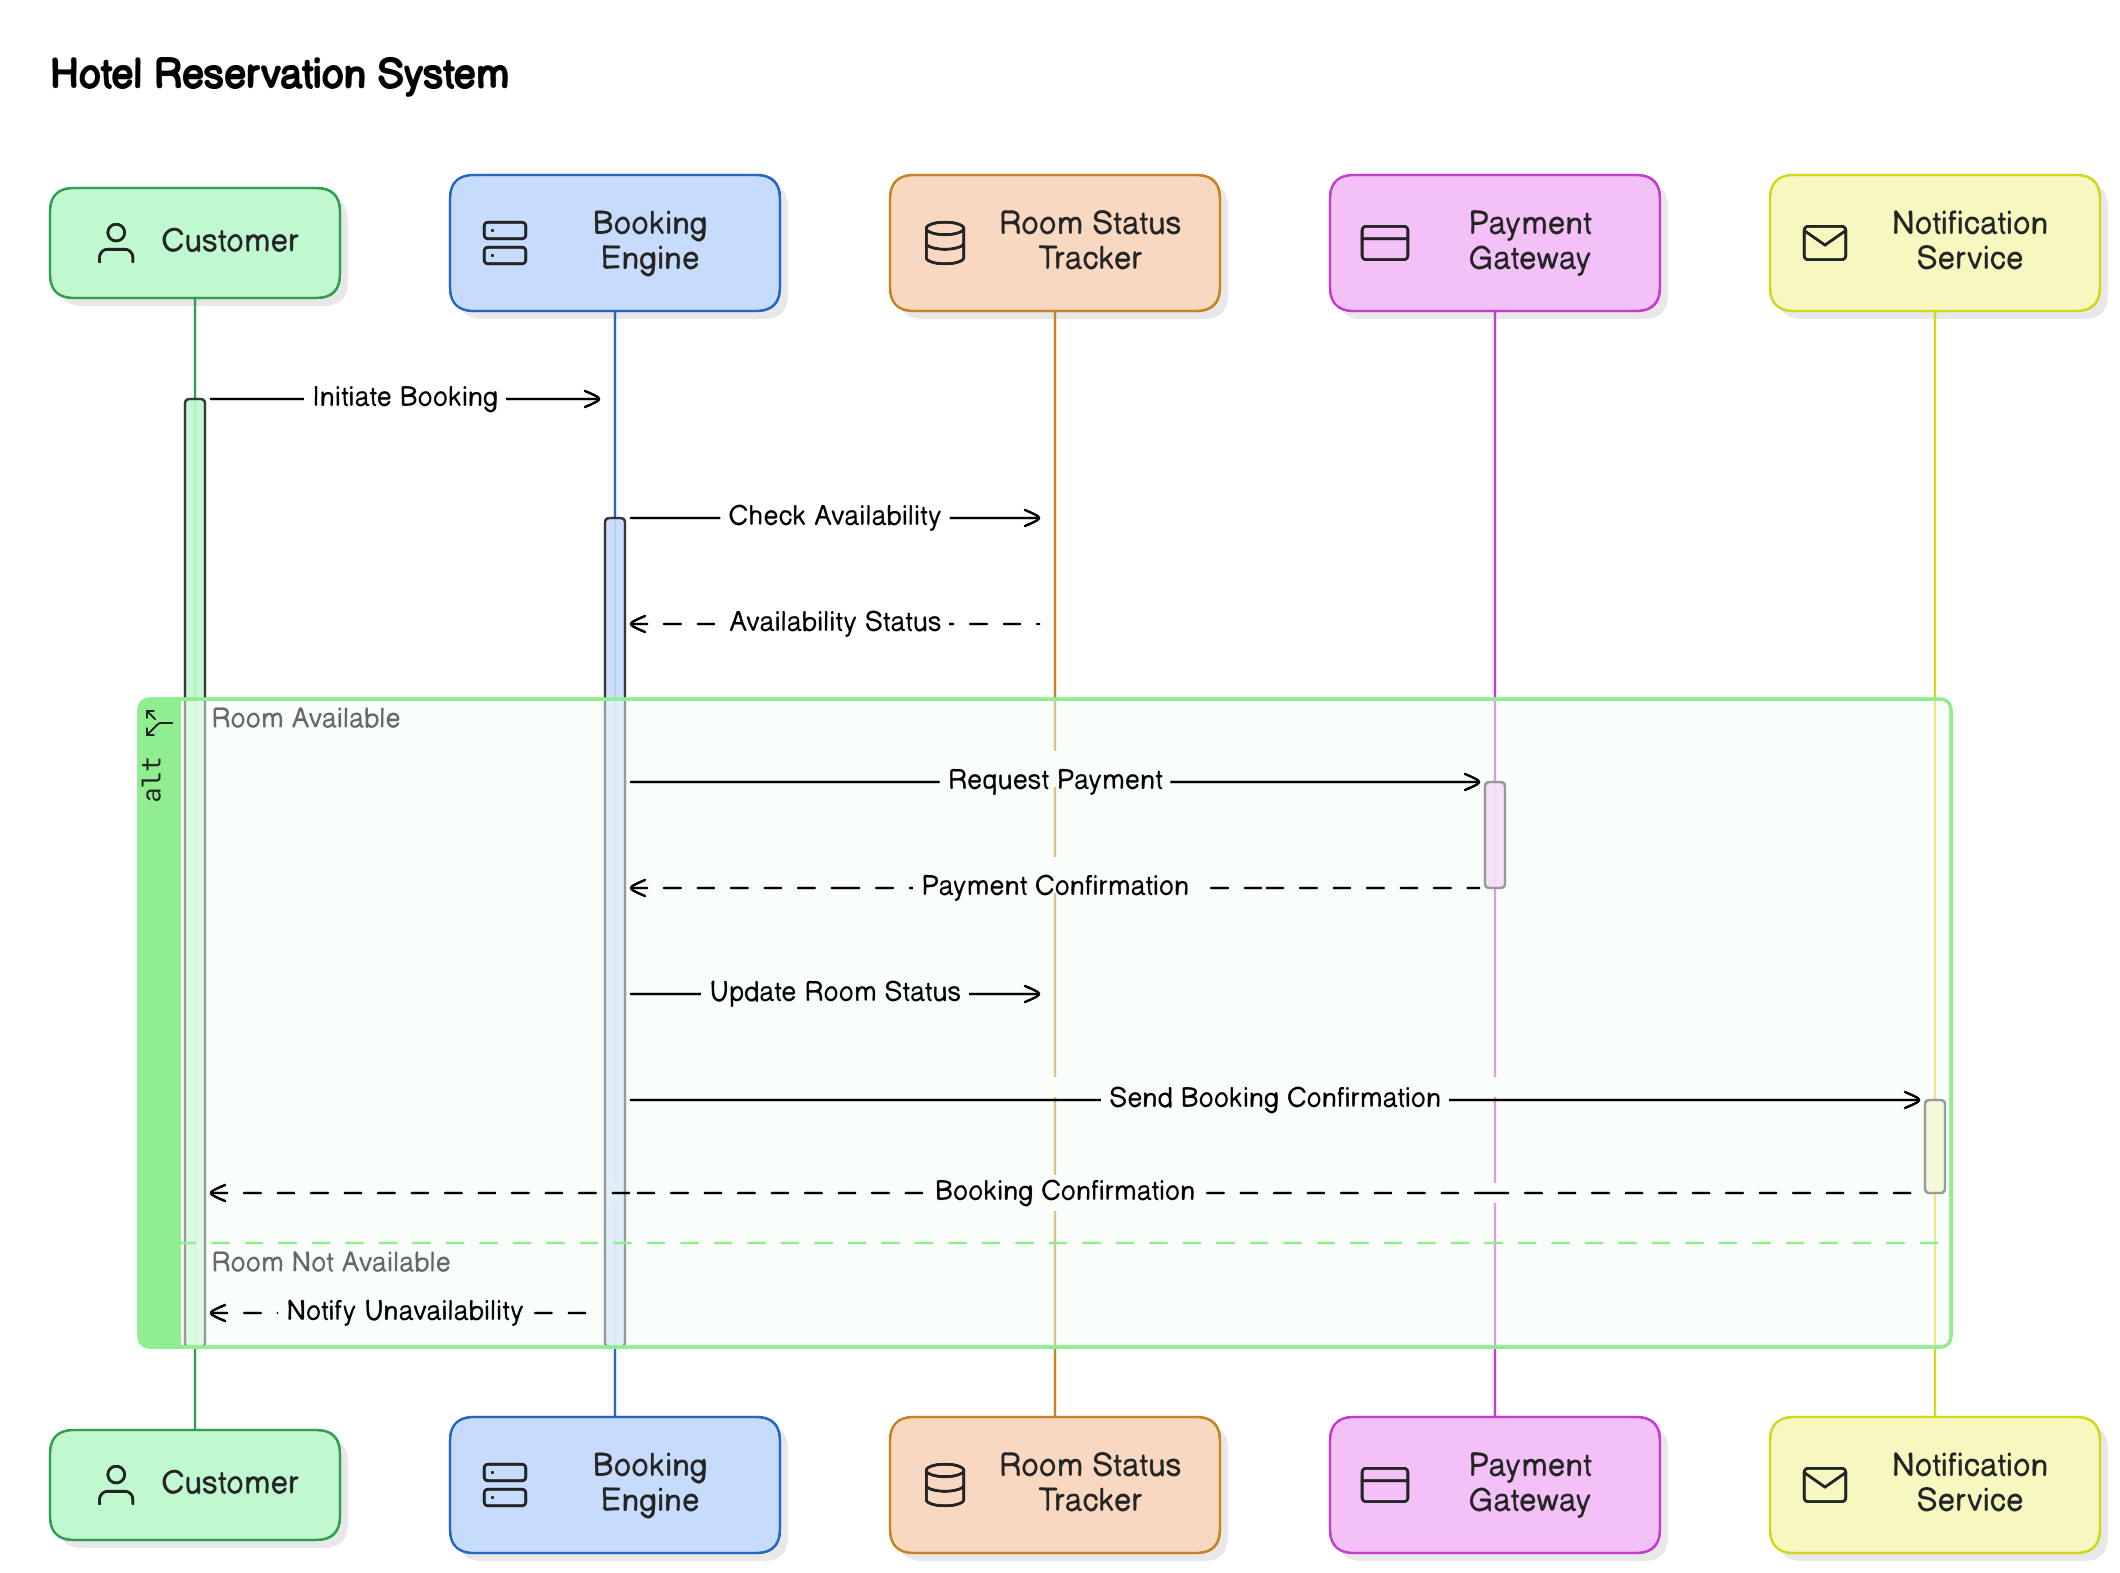 Hotel Reservation System
Customer
Booking
Engine
Room Status
Tracker
Payment
Gateway
Notification
Service
Initiate Booking
Check Availability
Availability Status
alt
Room Available
Request Payment
Payment Confirmation
Update Room Status
Send Booking Confirmation
Booking Confirmation
Room Not Available
Notify Unavailability
Customer
Booking
Engine
Room Status
Tracker
Payment
Gateway
Notification
Service